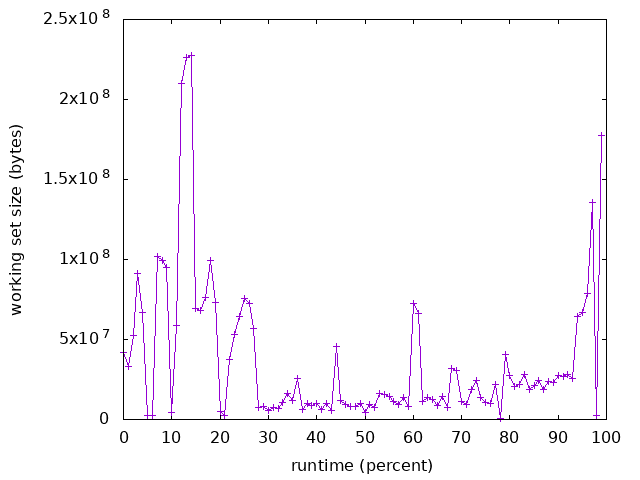 2.5x10^8
2x10^8
1.5x10^8
1x10^8
5x10^7
0
working set size (bytes)
0 10 20 30 40 50 60 70 80 90 100
runtime (percent)